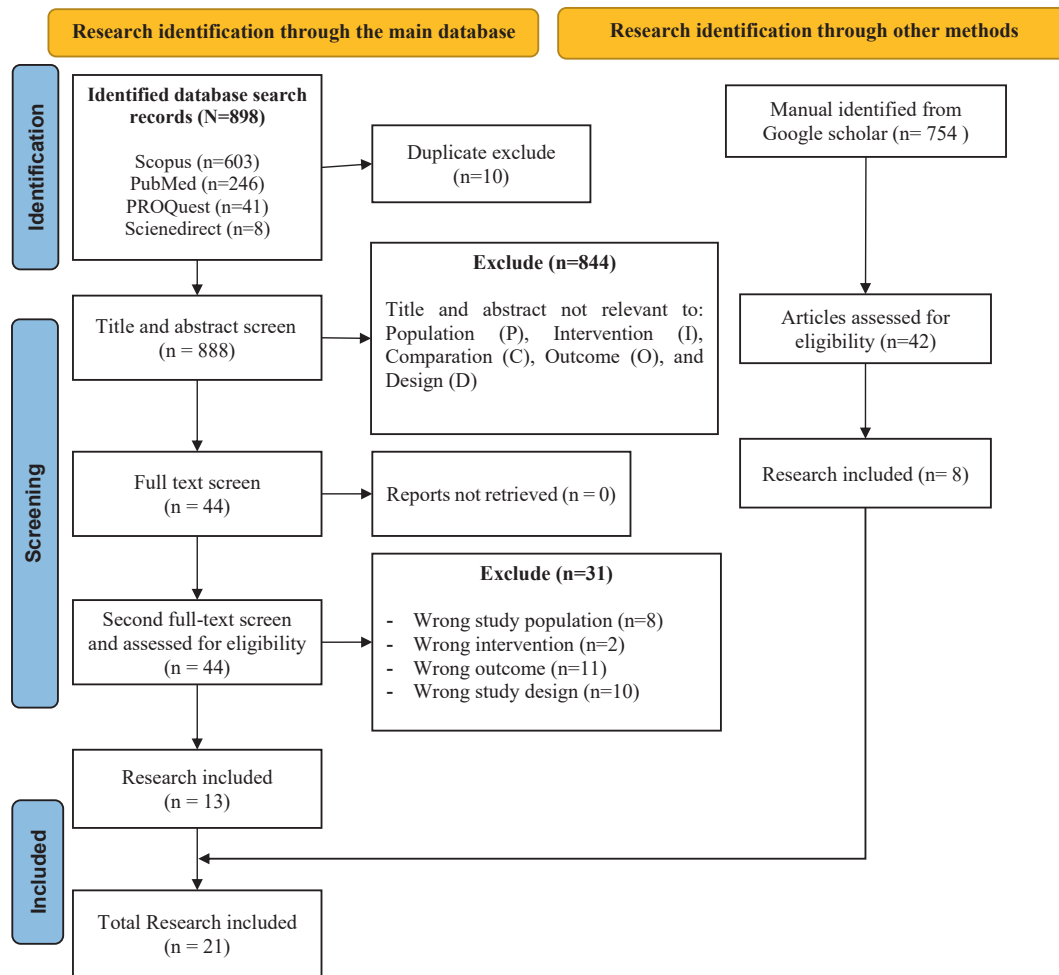 Research identification through the main database
Research identification through other methods
Identification
Identified database search
records (N=898)
Scopus (n=603)
PubMed (n=246)
PROQuest (n=41)
Scienedirect (n=8)
Duplicate exclude
(n=10)
Manual identified from
Google scholar (n= 754 )
Screening
Title and abstract screen
(n = 888)
Exclude (n=844)
Title and abstract not relevant to:
Population (P), Intervention (I),
Comparation (C), Outcome (O), and
Design (D)
Articles assessed for
eligibility (n=42)
Full text screen
(n = 44)
Reports not retrieved (n = 0)
Research included (n= 8)
Second full-text screen
and assessed for eligibility
(n = 44)
Exclude (n=31)
- Wrong study population (n=8)
- Wrong intervention (n=2)
- Wrong outcome (n=11)
- Wrong study design (n=10)
Included
Research included
(n = 13)
Total Research included
n = 21)